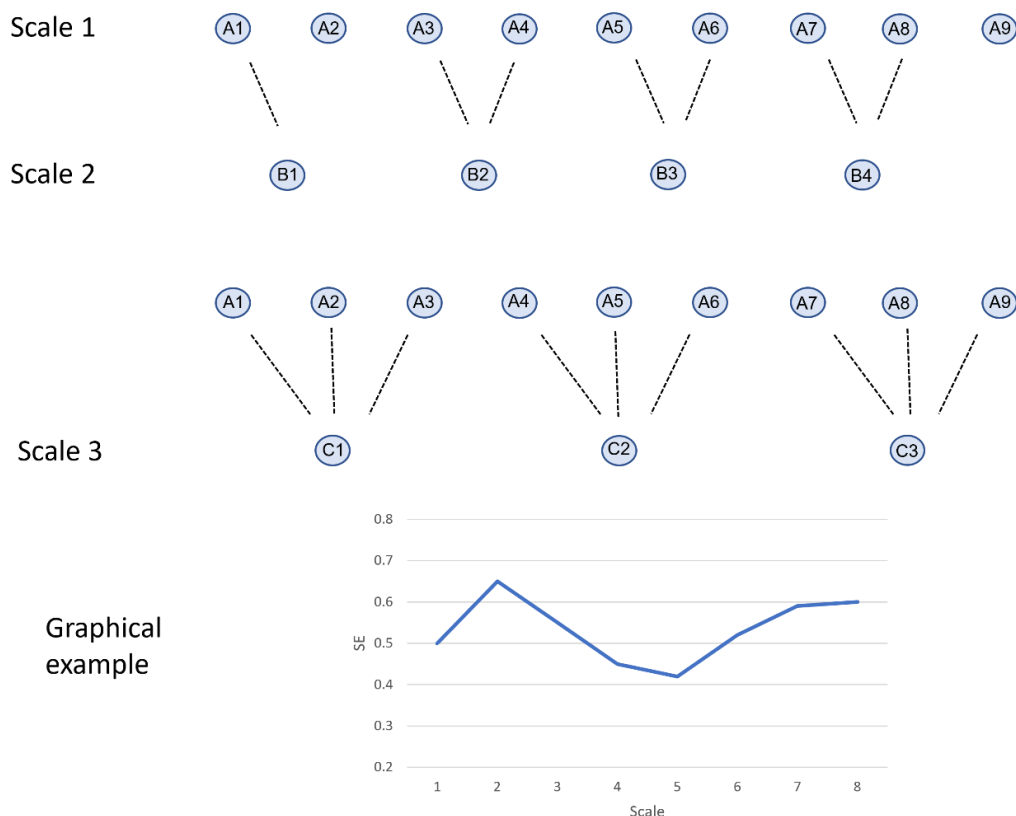 Scale 1
A1 A2 A3 A4 A5 A6 A7 A8 A9
Scale 2
B1 B2 B3 B4
A1 A2 A3 A4 A5 A6 A7 A8 A9
Scale 3
C1 C2 C3
Graphical
example
0.8
0.7
0.6
0.5
0.4
0.3
0.2
SE
1 2 3 4 5 6 7 8
Scale